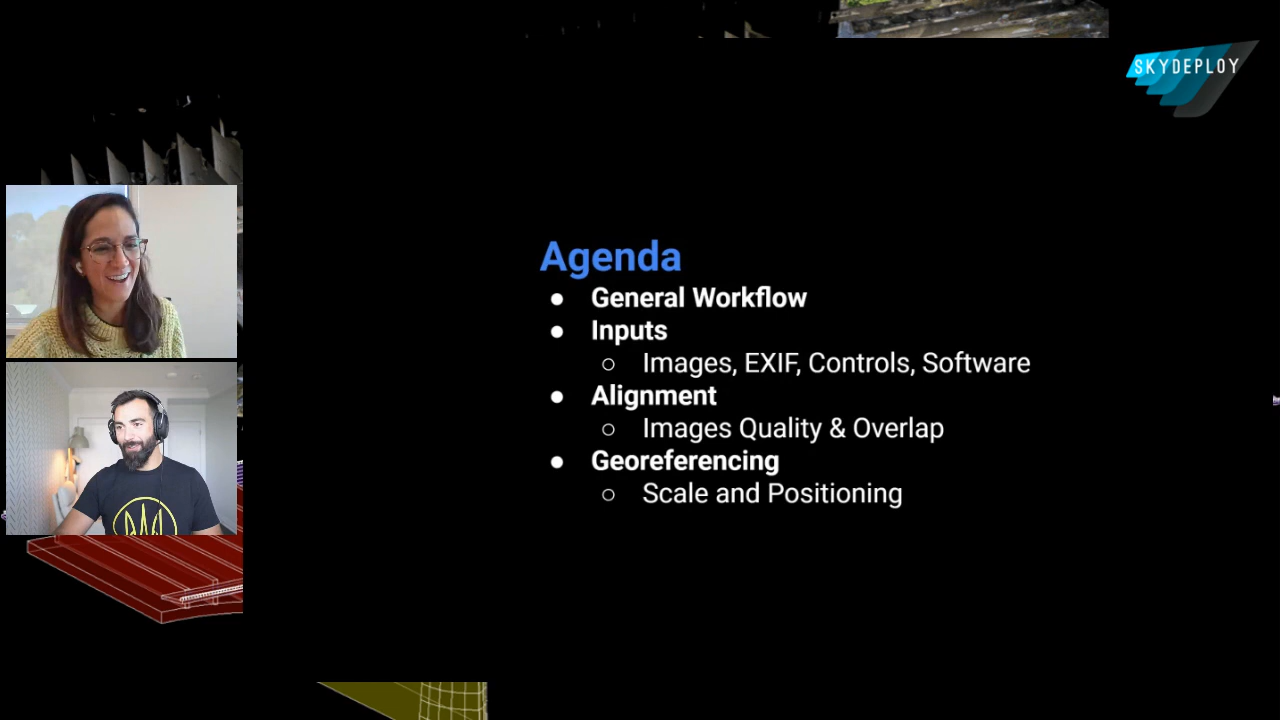 SKYDEPLOY
Agenda
● General Workflow
● Inputs
○ Images, EXIF, Controls, Software
● Alignment
○ Images Quality & Overlap
● Georeferencing
○ Scale and Positioning